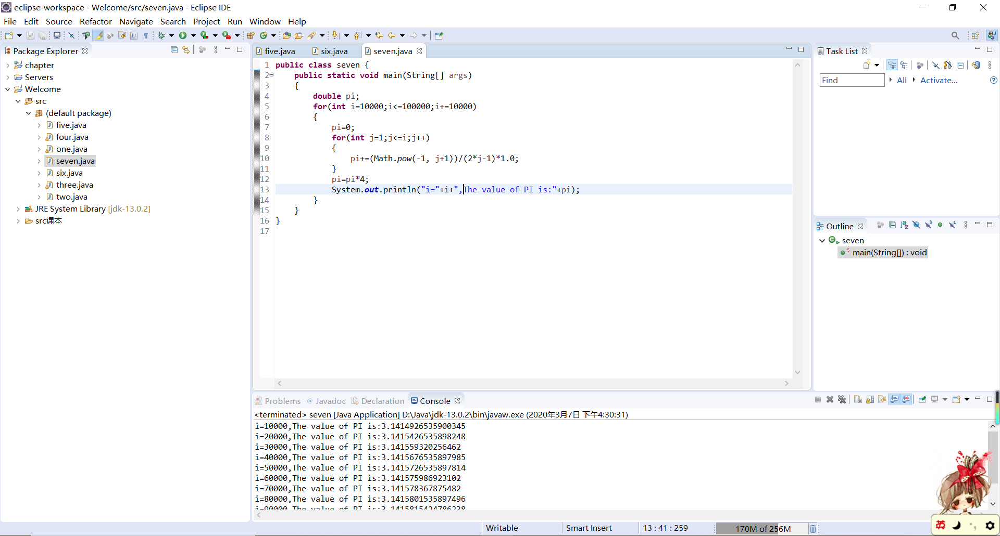 eclipse-workspace - Welcome/src/seven.java - Eclipse IDE
File Edit Source Refactor Navigate Search Project Run Window Help
Package Explorer
chapter
Servers
Welcome
src
(default package)
five.java
four.java
one.java
seven.java
six.java
three.java
two.java
JRE System Library [jdk-13.0.2]
src课本
five.java six.java seven.java
1 public class seven {
2 public static void main(String[] args)
3 {
4 double pi;
5 for(int i=10000;i<=100000;i+=10000)
6 {
7 pi=0;
8 for(int j=1;j<=i;j++)
9 {
10 pi+=(Math.pow(-1, j+1))/(2*j-1)*1.0;
11 }
12 pi=pi*4;
13 System.out.println("i="+i+",The value of PI is:"+pi);
14 }
15 }
16 }
17
Task List
Find All Activate...
Outline
seven
main(String[]) : void
Problems @ Javadoc Declaration Console
<terminated> seven [Java Application] D:\Java\jdk-13.0.2\bin\javaw.exe (2020年3月7日 下午4:30:31)
i=10000,The value of PI is:3.1414926535900345
i=20000,The value of PI is:3.1415426535898248
i=30000,The value of PI is:3.141559320256462
i=40000,The value of PI is:3.1415676535897985
i=50000,The value of PI is:3.1415726535897814
i=60000,The value of PI is:3.141575986923102
i=70000,The value of PI is:3.141578367875482
i=80000,The value of PI is:3.1415801535897496
i=90000,The value of PI is:3.1415815424786238
Writable Smart Insert 13 : 41 : 259 170M of 256M
英